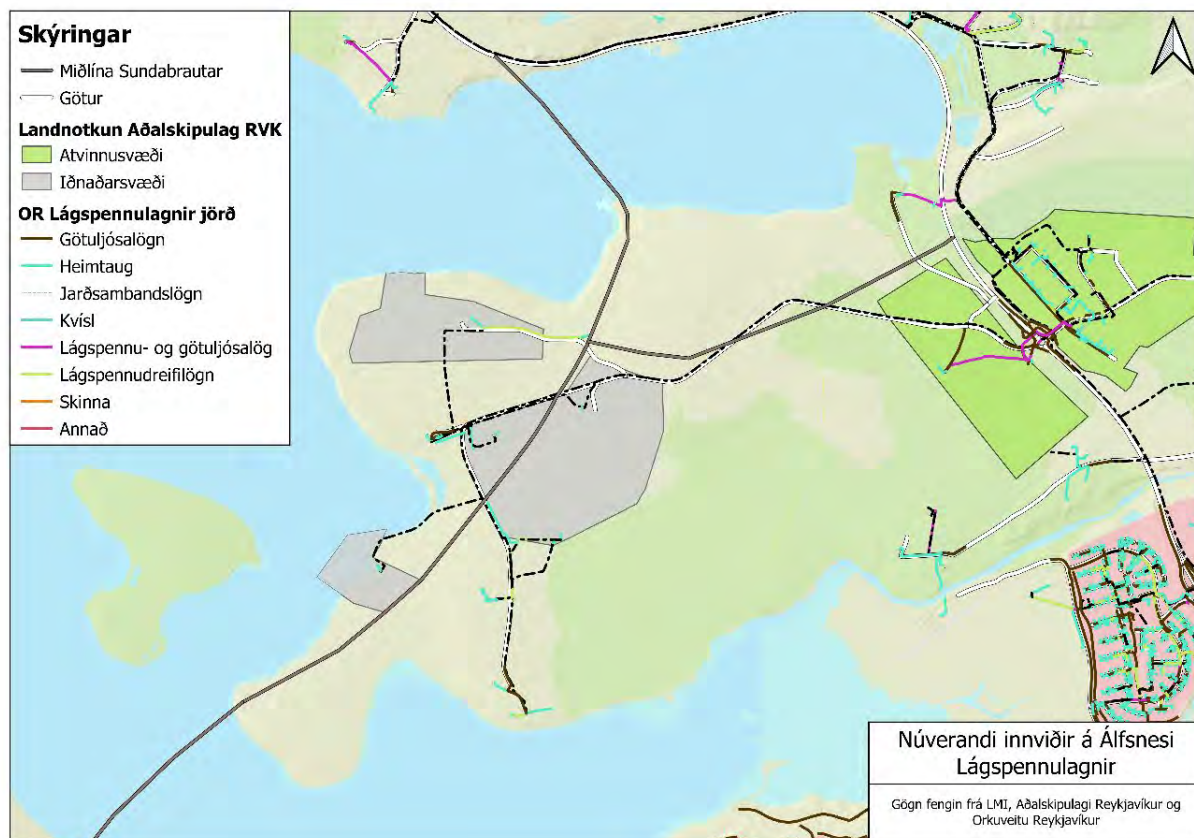 Skýringar
Miðlína Sundabrautar
Götur
Landnotkun Aðalskipulag RVK
Atvinnusvæði
Iðnaðarsvæði
OR Lágspennulagnir jörð
Götuljósalögn
Heimtaug
Jarðsambandslögn
Kvísl
Lágspennu- og götuljósalög
Lágspennudreifilögn
Skinna
Annað
Núverandi innviðir á Álfsnesi
Lágspennulagnir
Gögn fengin frá LMI, Aðalskipulagi Reykjavíkur og
Orkuveitu Reykjavíkur